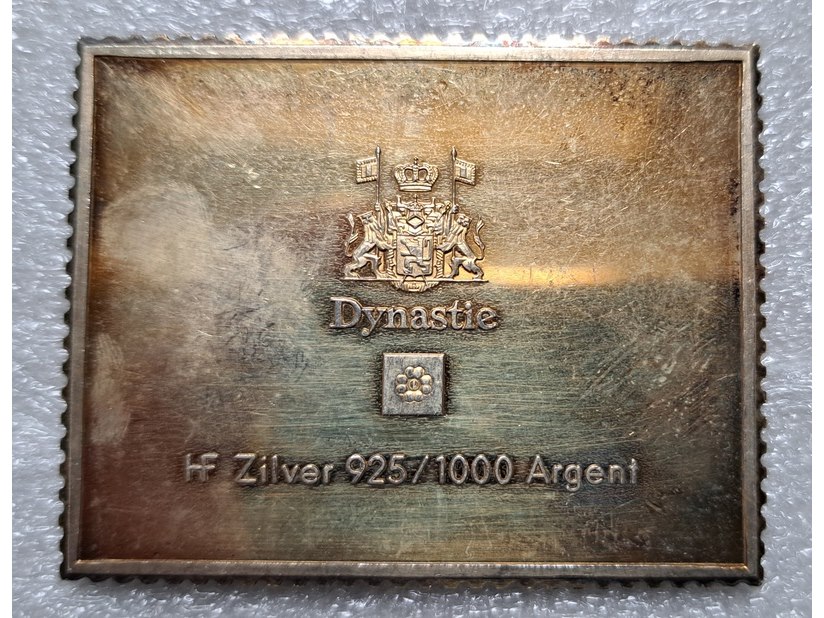 Dynastie
HF Zilver 925/1000 Argent